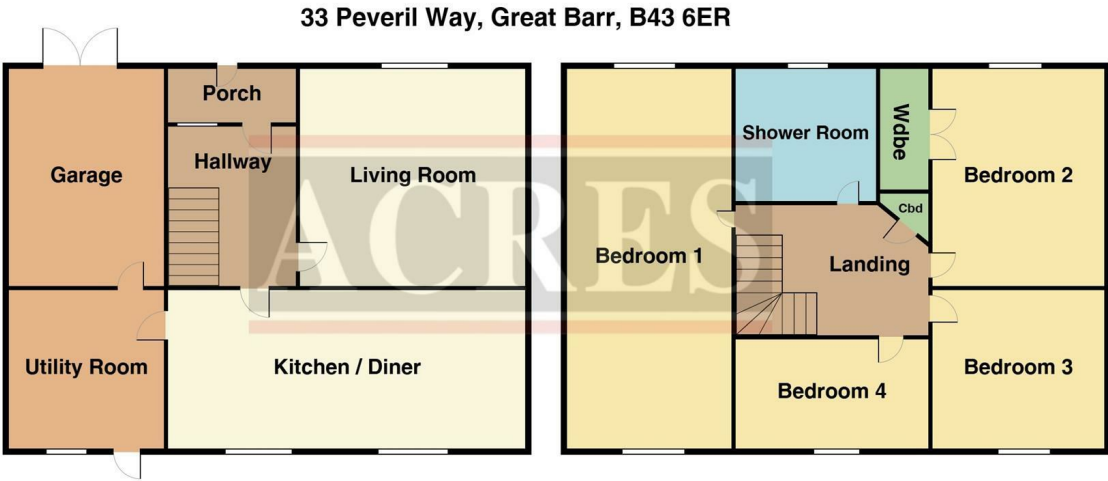 33 Peveril Way, Great Barr, B43 6ER
Porch
Hallway
Garage
Living Room
Utility Room
Kitchen / Diner
ACRES
Shower Room
Wdbe
Bedroom 2
Cbd
Bedroom 1
Landing
Bedroom 3
Bedroom 4